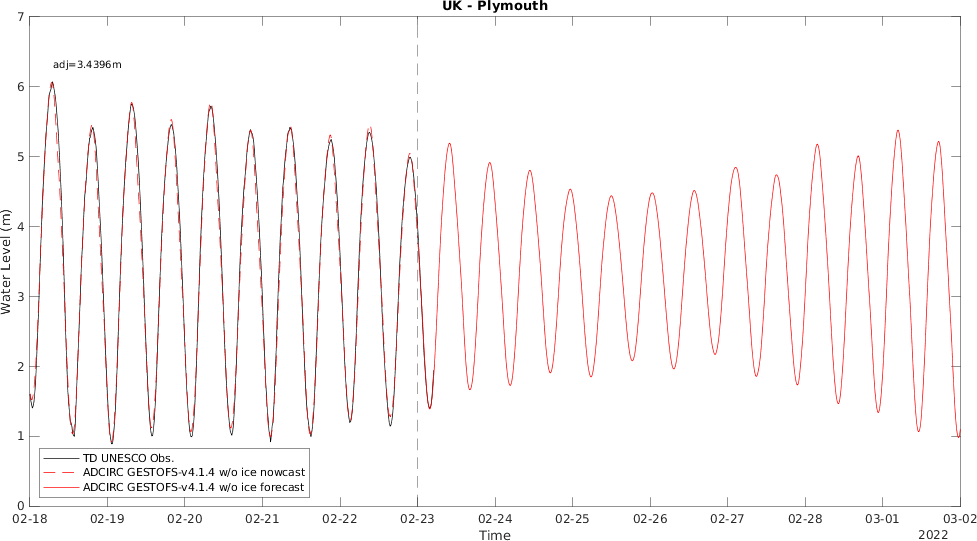 UK - Plymouth
7
adj=3.4396m
6
5
4
3
2
1
0
Water Level (m)
TD UNESCO Obs.
ADCIRC GESTOFS-v4.1.4 w/o ice nowcast
ADCIRC GESTOFS-v4.1.4 w/o ice forecast
02-18 02-19 02-20 02-21 02-22 02-23 02-24 02-25 02-26 02-27 02-28 03-01 03-02
Time
2022